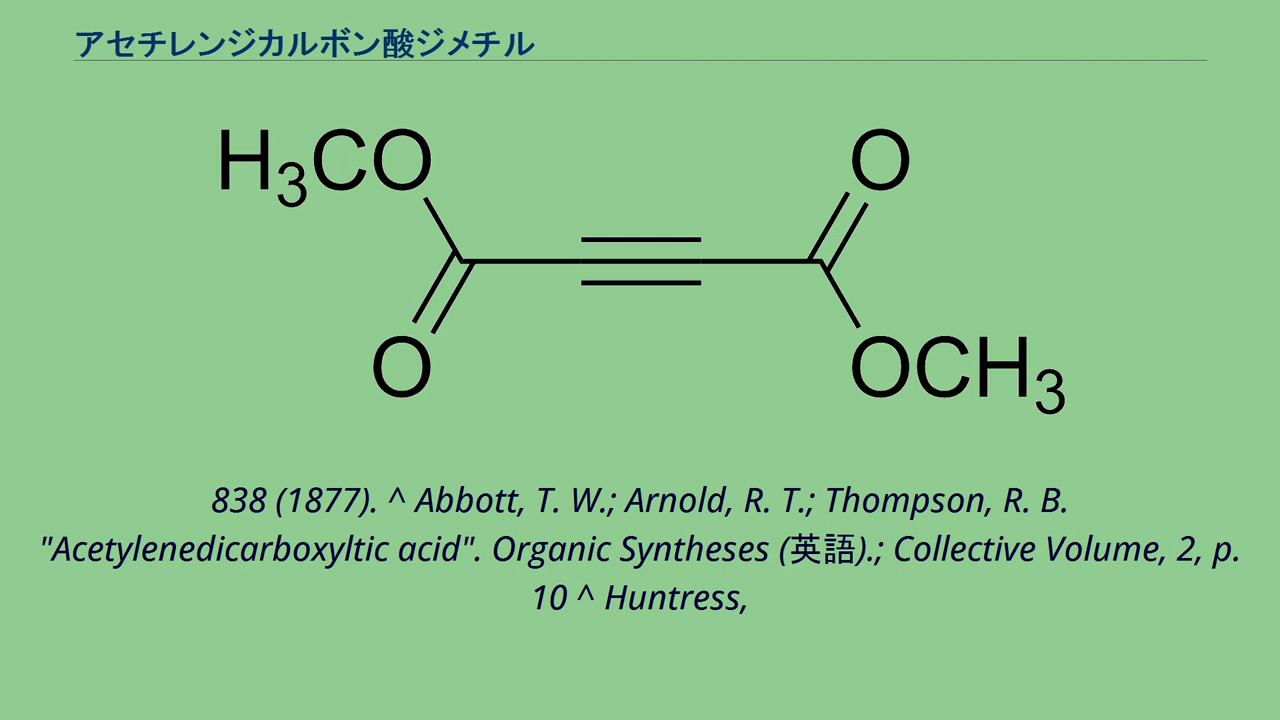 アセチレンジカルボン酸ジメチル
H3CO O
O OCH3
838 (1877). ^ Abbott, T. W.; Arnold, R. T.; Thompson, R. B.
"Acetylenedicarboxyltic acid". Organic Syntheses (英語).; Collective Volume, 2, p.
10 ^ Huntress,